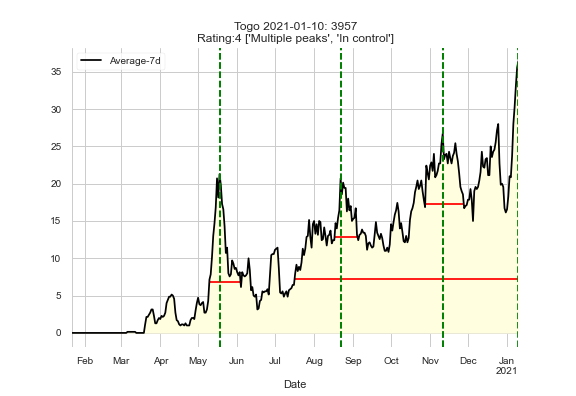 Togo 2021-01-10: 3957
Rating:4 ['Multiple peaks', 'In control']
Average-7d
35
30
25
20
15
10
5
0
Feb Mar Apr May Jun Jul Aug Sep Oct Nov Dec Jan
2021
Date